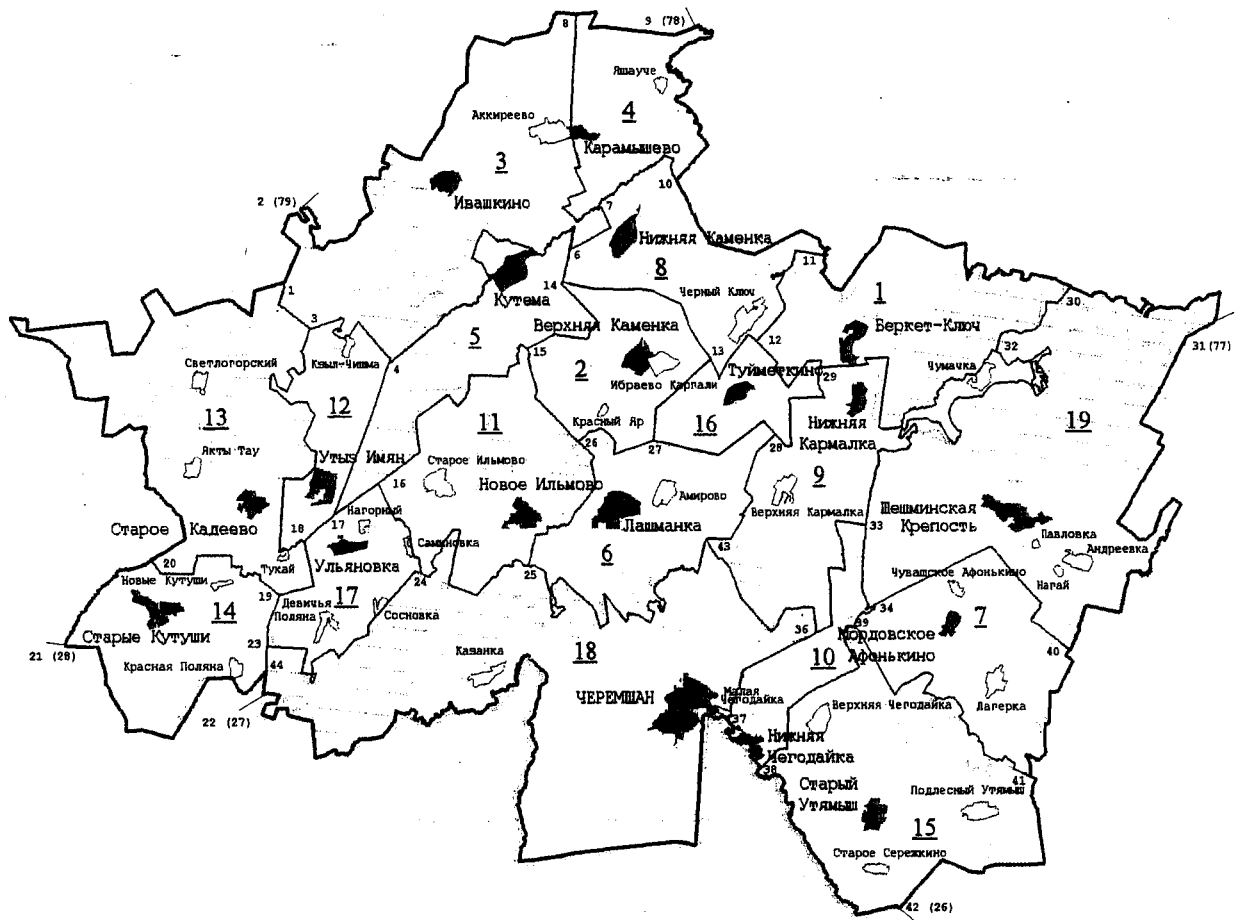 8
9 (78)
Яшауче
4
Аккиреево
Карамышево
3
10
Ивашкино
2 (79)
7
Нижняя Каменка
6
8
11
14
Кутема
Черный Ключ
1
1
30
Беркет-Ключ
3
5
Верхняя Каменка
12
31 (77)
15
13
32
Светлогорский
Кзыл-Чишма
4
2
Туйметкино
29
Чумачка
Ибраево Каргали
13
12
11
Красный Яр
16
Нижняя
Кармалка
19
26
27
28
Якты Тау
Утыз Имян
Старое Ильмово
9
16
Новое Ильмово
Амирово
Верхняя Кармалка
Шешминская
Крепость
Старое Кадеево
Нагорный
Лашманка
18
17
33
Павловка
Саминовка
43
Андреевка
20
Тукай
Ульяновка
6
Новые Кутуши
24
25
Чувашское Афонькино
Нагай
19
17
Девичья
Поляна
14
Сосновка
34
7
36
39
Старые Кутуши
23
Мордовское
Афонькино
40
21 (28)
Казанка
18
10
Красная Поляна
44
ЧЕРЕМШАН
Малая
Чегодайка
Верхняя Чегодайка
Лагерка
22 (27)
37
Нижняя
Чегодайка
38
41
Старый
Утямыш
Подлесный Утямыш
15
Старое Сережкино
42 (26)